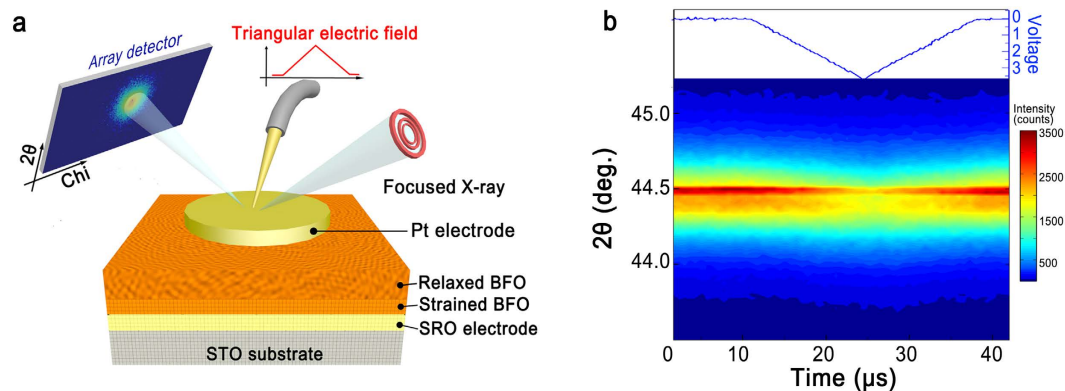 a
Triangular electric field
Array detector
2θ
Chi
Focused X-ray
Pt electrode
Relaxed BFO
Strained BFO
SRO electrode
STO substrate
b
0
1
2
3
Voltage
45.0
44.5
44.0
2θ (deg.)
0
10
20
30
40
Time (μs)
Intensity
(counts)
3500
2500
1500
500